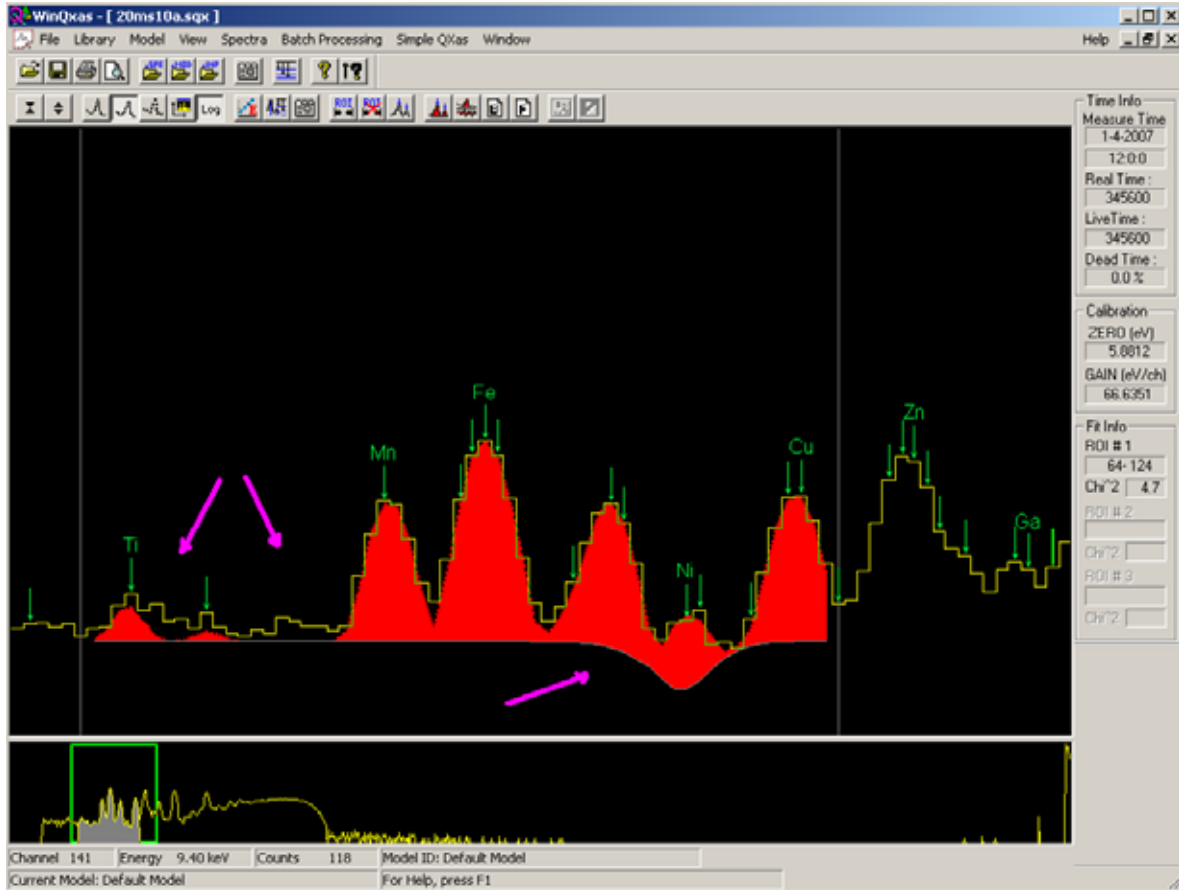 WinQxas - [ 20ms10a.sqx ]
File Library Model View Spectra Batch Processing Simple QXas Window Help
Log
ROI ROI
Time Info
Measure Time
1-4-2007
12:0:0
Real Time :
345600
LiveTime :
345600
Dead Time :
0.0 %
Calibration
ZERO (eV)
5.8812
GAIN (eV/ch)
66.6351
Fit Info
ROI # 1
64- 124
Chi^2 4.7
ROI # 2
Chi^2
ROI # 3
Chi^2
Ti
Mn
Fe
Ni
Cu
Zn
Ga
Channel 141 Energy 9.40 keV Counts 118 Model ID: Default Model
Current Model: Default Model For Help, press F1